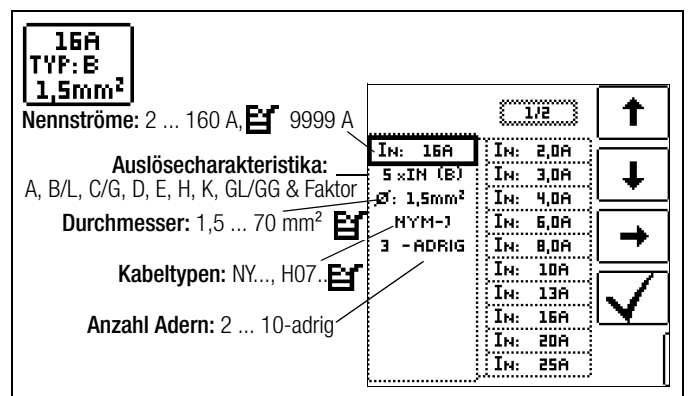 16A
TYP: B
1,5mm²
Nennströme: 2 ... 160 A, 9999 A
Auslösecharakteristika:
A, B/L, C/G, D, E, H, K, GL/GG & Faktor
Durchmesser: 1,5 ... 70 mm²
Kabeltypen: NY..., H07..
Anzahl Adern: 2 ... 10-adrig
IN: 16A
5 xIN (B)
Ø: 1,5mm²
NYM-J
3 -ADRIG
1/2
IN: 2,0A
IN: 3,0A
IN: 4,0A
IN: 6,0A
IN: 8,0A
IN: 10A
IN: 13A
IN: 16A
IN: 20A
IN: 25A